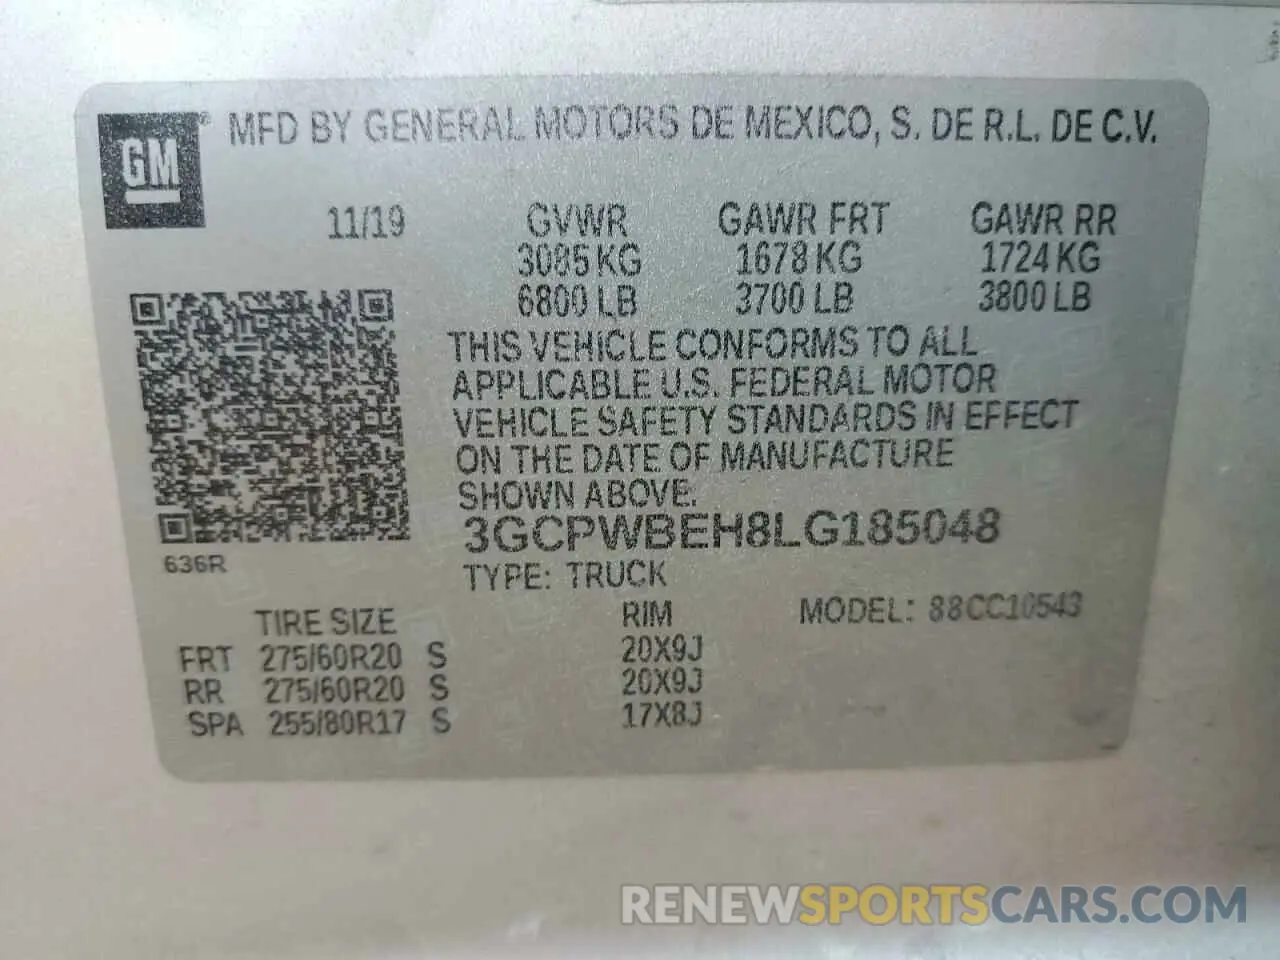 GM® MFD BY GENERAL MOTORS DE MEXICO, S. DE R.L. DE C.V.
11/19 GVWR GAWR FRT GAWR RR
3085 KG 1678 KG 1724 KG
6800 LB 3700 LB 3800 LB
THIS VEHICLE CONFORMS TO ALL
APPLICABLE U.S. FEDERAL MOTOR
VEHICLE SAFETY STANDARDS IN EFFECT
ON THE DATE OF MANUFACTURE
SHOWN ABOVE.
3GCPWBEH8LG185048
636R
TYPE: TRUCK
TIRE SIZE RIM MODEL: 88CC10543
FRT 275/60R20 S 20X9J
RR 275/60R20 S 20X9J
SPA 255/80R17 S 17X8J
RENEWSPORTSCARS.COM